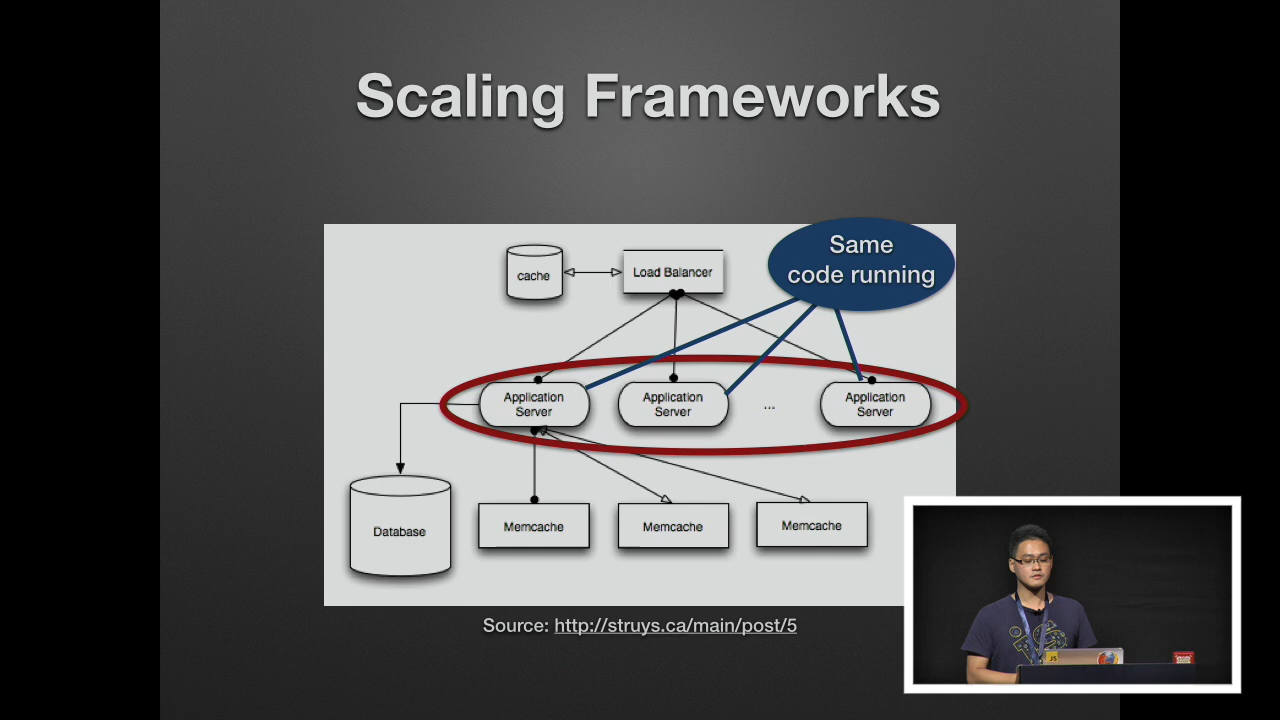 Scaling Frameworks
Same
code running
cache
Load Balancer
Application
Server
Application
Server
...
Application
Server
Database
Memcache
Memcache
Memcache
Source: http://struys.ca/main/post/5
JS